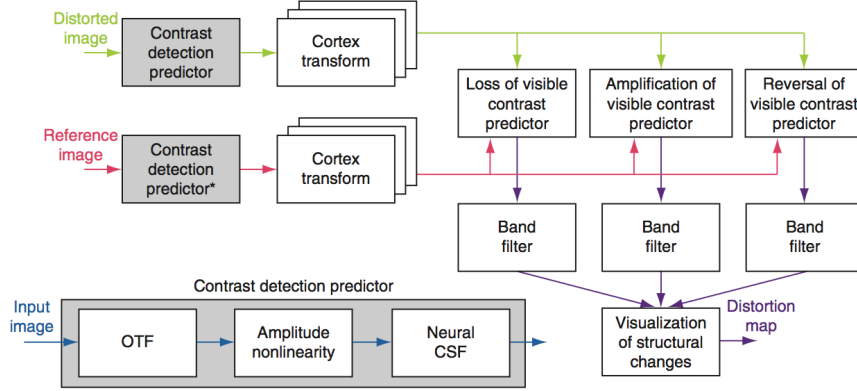 Distorted
image
Contrast
detection
predictor
Cortex
transform
Loss of visible
contrast
predictor
Amplification of
visible contrast
predictor
Reversal of
visible contrast
predictor
Reference
image
Contrast
detection
predictor*
Cortex
transform
Band
filter
Band
filter
Band
filter
Contrast detection predictor
Input
image
OTF
Amplitude
nonlinearity
Neural
CSF
Visualization
of structural
changes
Distortion
map